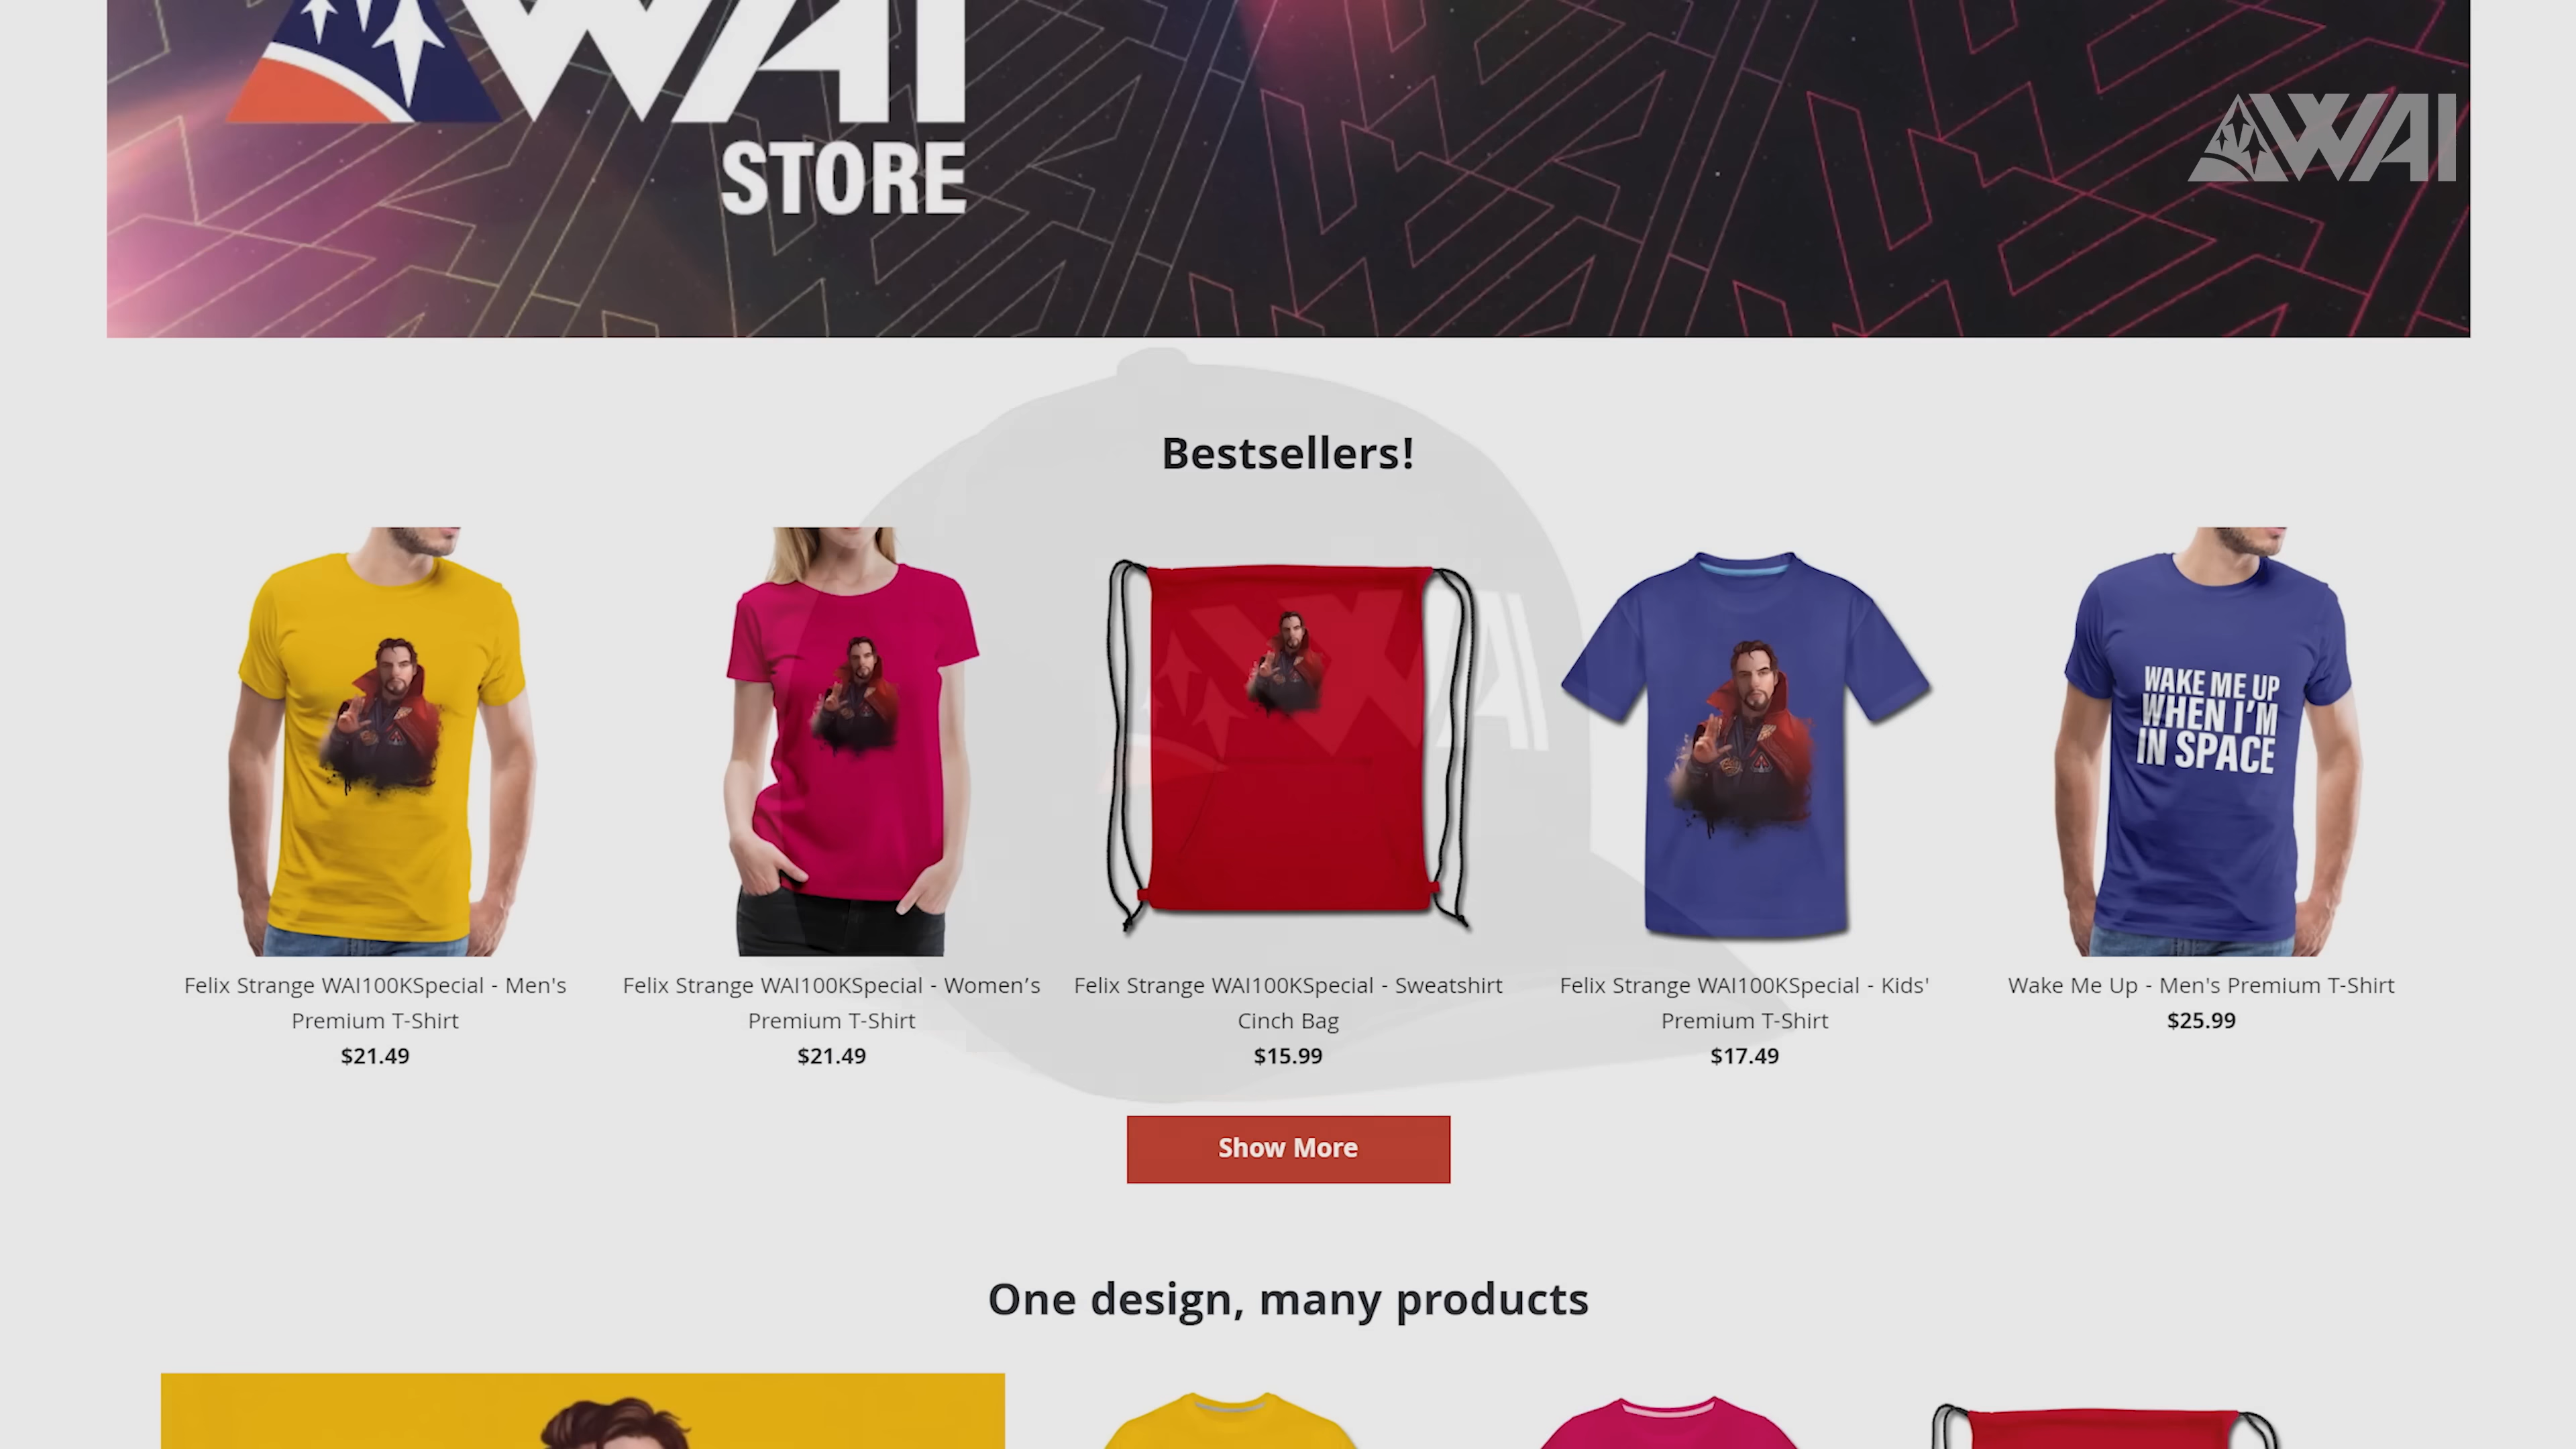 WAI
STORE
WAI
Bestsellers!
WAKE ME UP
WHEN I'M
IN SPACE
WAI
Felix Strange WAI100KSpecial - Men's
Premium T-Shirt
$21.49
Felix Strange WAI100KSpecial - Women’s
Premium T-Shirt
$21.49
Felix Strange WAI100KSpecial - Sweatshirt
Cinch Bag
$15.99
Felix Strange WAI100KSpecial - Kids'
Premium T-Shirt
$17.49
Wake Me Up - Men's Premium T-Shirt
$25.99
Show More
One design, many products